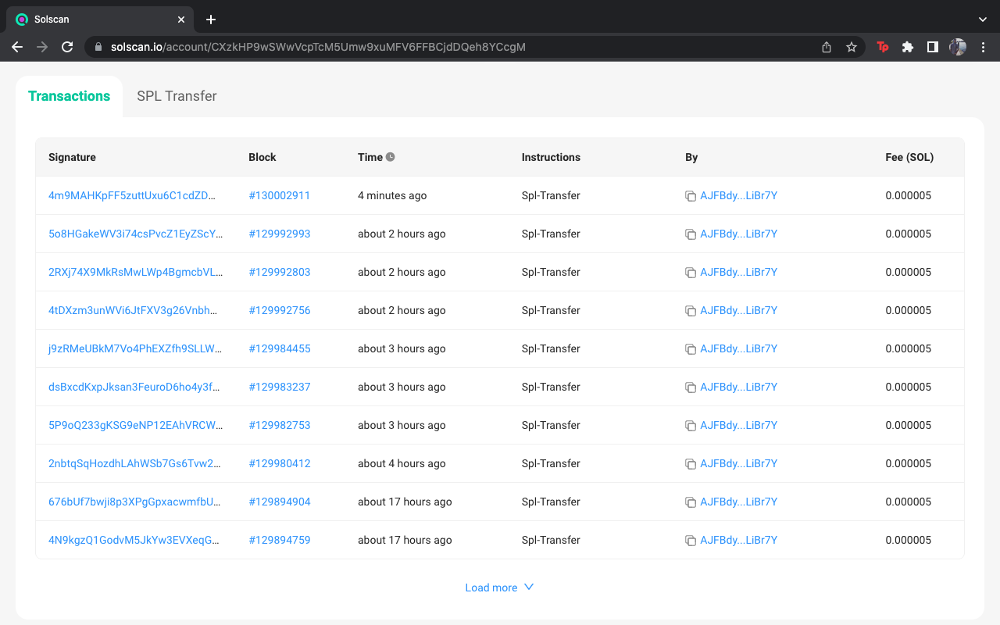 Solscan
solscan.io/account/CXzkHP9wSWwVcpTcM5Umw9xuMFV6FFBCjdDQeh8YCcgM
Tp
Transactions SPL Transfer
Signature Block Time Instructions By Fee (SOL)
4m9MAHKpFF5zuttUxu6C1cdZD... #130002911 4 minutes ago Spl-Transfer AJFBdy...LiBr7Y 0.000005
5o8HGakeWV3i74csPvcZ1EyZScY... #129992993 about 2 hours ago Spl-Transfer AJFBdy...LiBr7Y 0.000005
2RXj74X9MkRsMwLWp4BgmcbVL... #129992803 about 2 hours ago Spl-Transfer AJFBdy...LiBr7Y 0.000005
4tDXzm3unWVi6JtFXV3g26Vnbh... #129992756 about 2 hours ago Spl-Transfer AJFBdy...LiBr7Y 0.000005
j9zRMeUBkM7Vo4PhEXZfh9SLLW... #129984455 about 3 hours ago Spl-Transfer AJFBdy...LiBr7Y 0.000005
dsBxcdKxpJksan3FeuroD6ho4y3f... #129983237 about 3 hours ago Spl-Transfer AJFBdy...LiBr7Y 0.000005
5P9oQ233gKSG9eNP12EAhVRCW... #129982753 about 3 hours ago Spl-Transfer AJFBdy...LiBr7Y 0.000005
2nbtqSqHozdhLAhWSb7Gs6Tvw2... #129980412 about 4 hours ago Spl-Transfer AJFBdy...LiBr7Y 0.000005
676bUf7bwji8p3XPgGpxacwmfbU... #129894904 about 17 hours ago Spl-Transfer AJFBdy...LiBr7Y 0.000005
4N9kgzQ1GodvM5JkYw3EVXeqG... #129894759 about 17 hours ago Spl-Transfer AJFBdy...LiBr7Y 0.000005
Load more